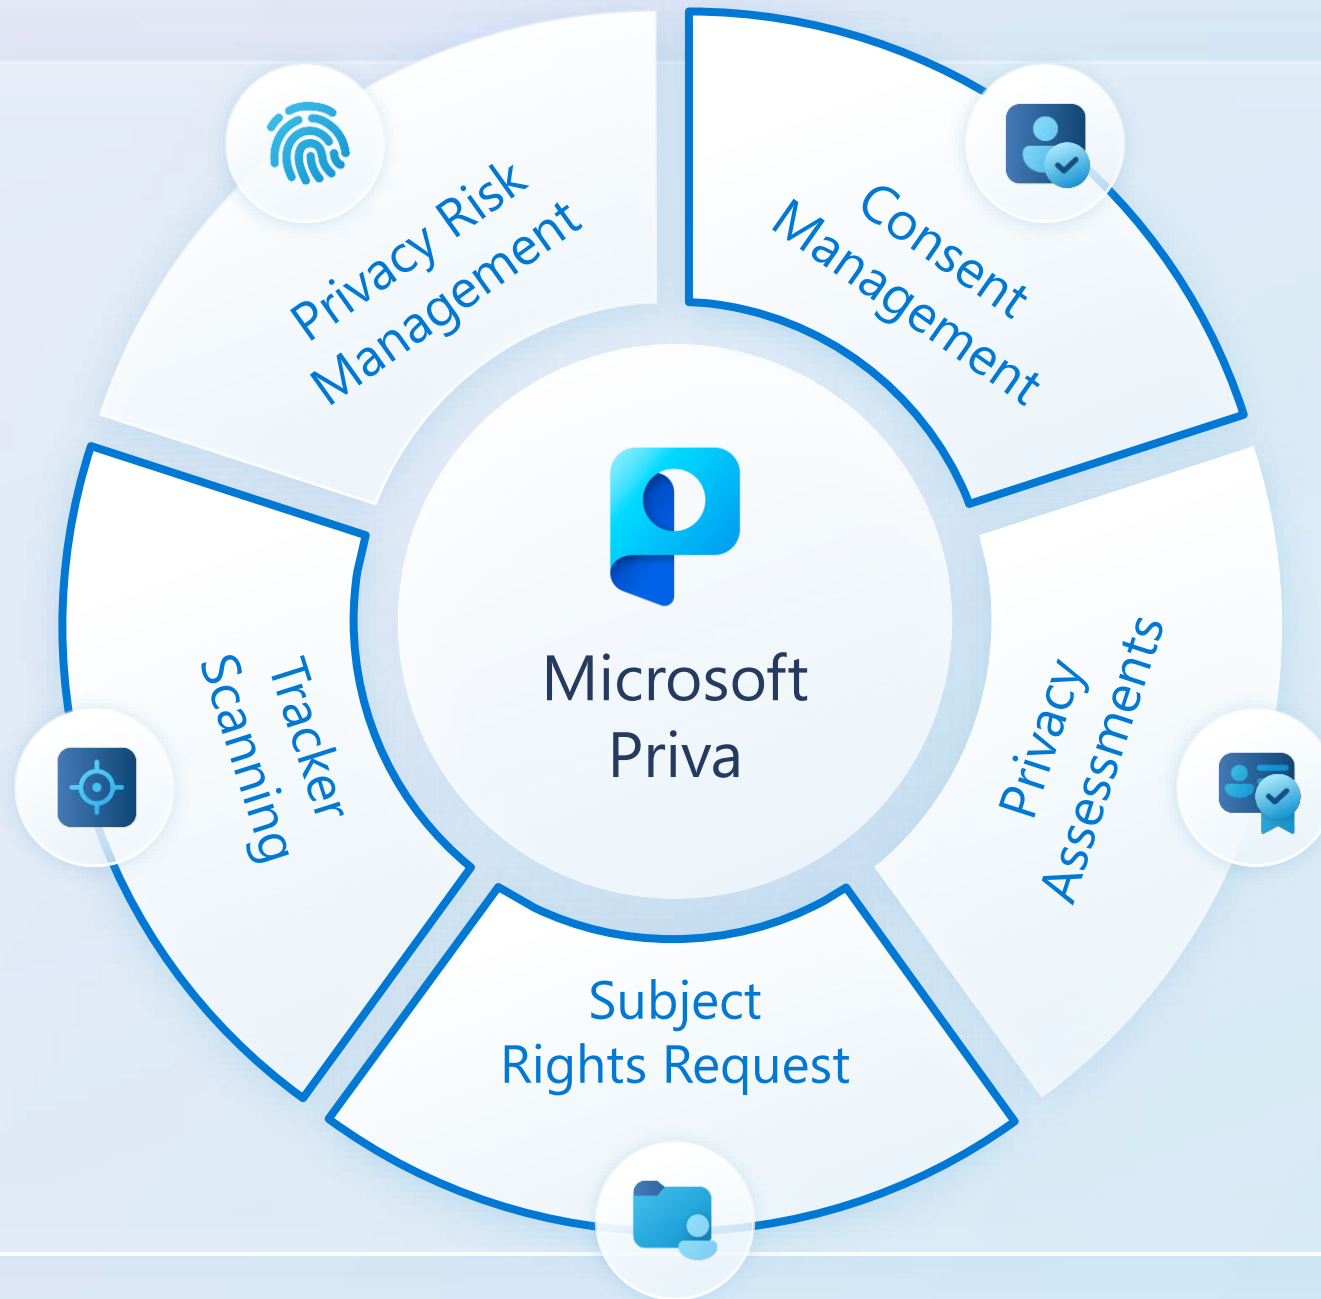 Privacy Risk
Management
Consent
Management
Microsoft
Priva
Tracker
Scanning
Privacy
Assessments
Subject
Rights Request